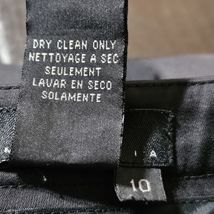 DRY CLEAN ONLY
NETTOYAGE A SEC
SEULEMENT
LAVAR EN SECO
SOLAMENTE
10